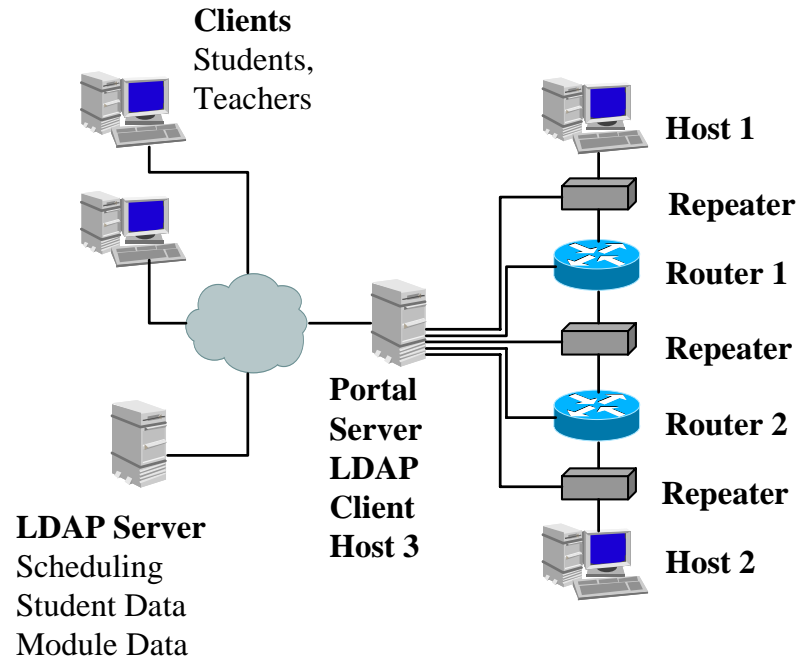 Clients
Students,
Teachers
Host 1
Repeater
Router 1
Repeater
Router 2
Repeater
Host 2
Portal
Server
LDAP
Client
Host 3
LDAP Server
Scheduling
Student Data
Module Data